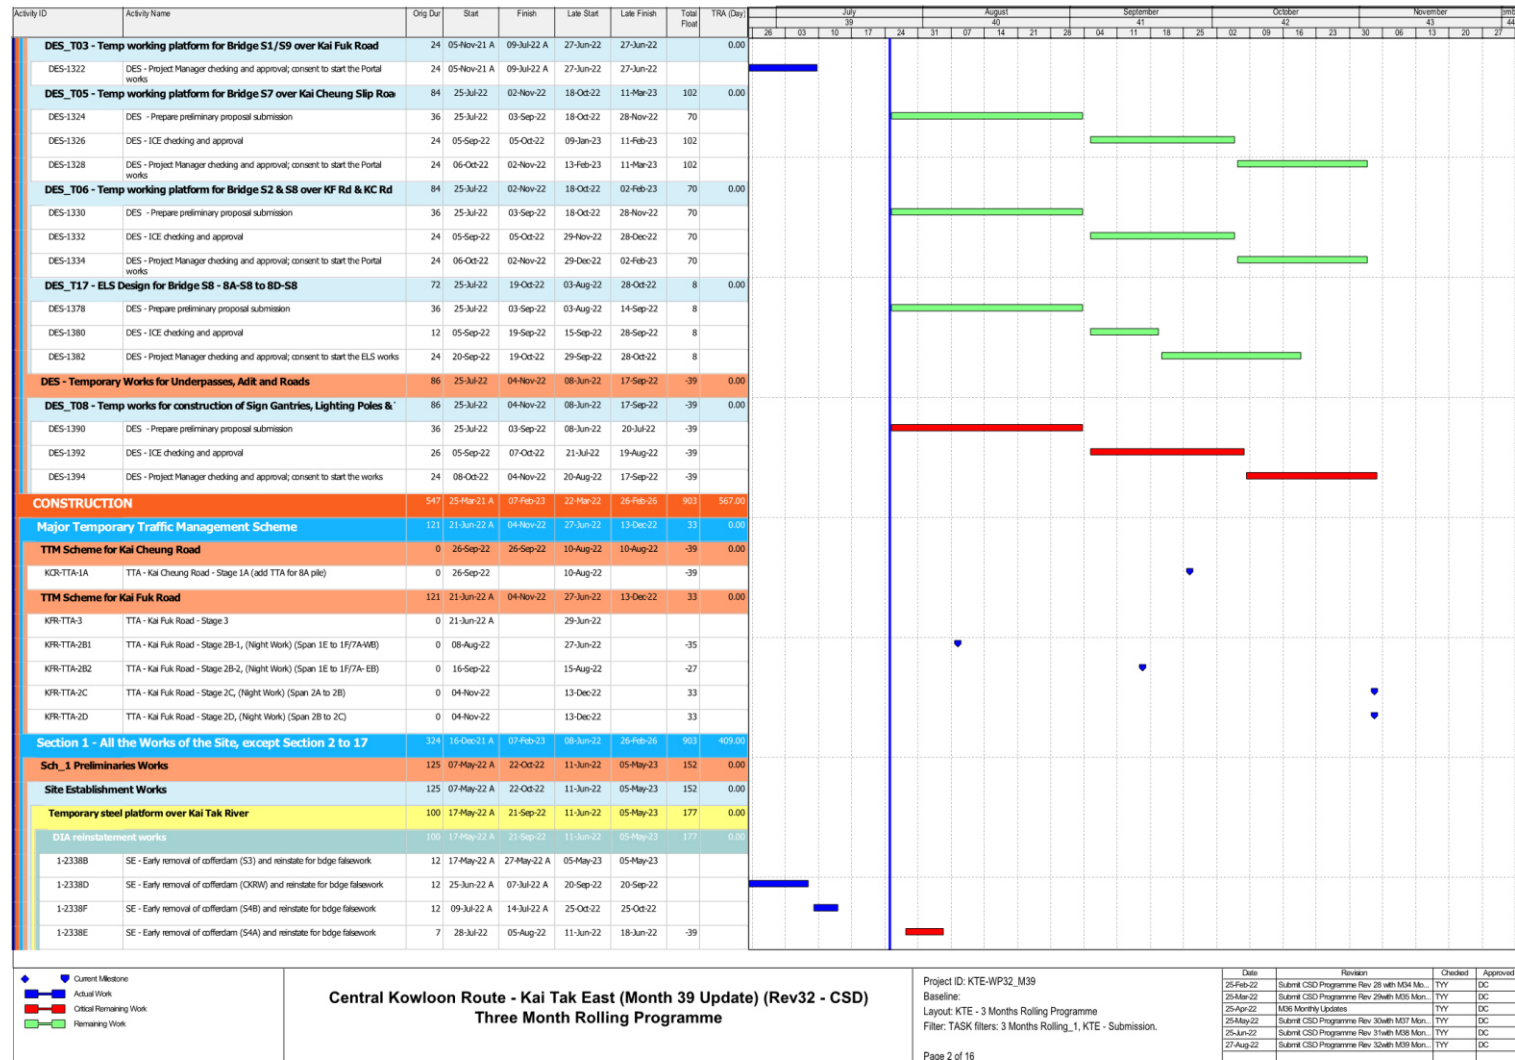 Activity ID Activity Name Orig Dur Start Finish Late Start Late Finish Total Float TRA (Day) July August September October November
39 40 41 42 43 44
26 03 10 17 24 31 07 14 21 28 04 11 18 25 02 09 16 23 30 06 13 20 27
DES_T03 - Temp working platform for Bridge S1/S9 over Kai Fuk Road 24 05-Nov-21 A 09-Jul-22 A 27-Jun-22 27-Jun-22 0.00
DES-1322 DES - Project Manager checking and approval; consent to start the Portal works 24 05-Nov-21 A 09-Jul-22 A 27-Jun-22 27-Jun-22
DES_T05 - Temp working platform for Bridge S7 over Kai Cheung Slip Roa 84 25-Jul-22 02-Nov-22 18-Oct-22 11-Mar-23 102 0.00
DES-1324 DES - Prepare preliminary proposal submission 36 25-Jul-22 03-Sep-22 18-Oct-22 28-Nov-22 70
DES-1326 DES - ICE checking and approval 24 05-Sep-22 05-Oct-22 09-Jan-23 11-Feb-23 102
DES-1328 DES - Project Manager checking and approval; consent to start the Portal works 24 06-Oct-22 02-Nov-22 13-Feb-23 11-Mar-23 102
DES_T06 - Temp working platform for Bridge S2 & S8 over KF Rd & KC Rd 84 25-Jul-22 02-Nov-22 18-Oct-22 02-Feb-23 70 0.00
DES-1330 DES - Prepare preliminary proposal submission 36 25-Jul-22 03-Sep-22 18-Oct-22 28-Nov-22 70
DES-1332 DES - ICE checking and approval 24 05-Sep-22 05-Oct-22 29-Nov-22 28-Dec-22 70
DES-1334 DES - Project Manager checking and approval; consent to start the Portal works 24 06-Oct-22 02-Nov-22 29-Dec-22 02-Feb-23 70
DES_T17 - ELS Design for Bridge S8 - 8A-S8 to 8D-S8 72 25-Jul-22 19-Oct-22 03-Aug-22 28-Oct-22 8 0.00
DES-1378 DES - Prepare preliminary proposal submission 36 25-Jul-22 03-Sep-22 03-Aug-22 14-Sep-22 8
DES-1380 DES - ICE checking and approval 12 05-Sep-22 19-Sep-22 15-Sep-22 28-Sep-22 8
DES-1382 DES - Project Manager checking and approval; consent to start the ELS works 24 20-Sep-22 19-Oct-22 29-Sep-22 28-Oct-22 8
DES - Temporary Works for Underpasses, Adit and Roads 86 25-Jul-22 04-Nov-22 08-Jun-22 17-Sep-22 -39 0.00
DES_T08 - Temp works for construction of Sign Gantries, Lighting Poles & 86 25-Jul-22 04-Nov-22 08-Jun-22 17-Sep-22 -39 0.00
DES-1390 DES - Prepare preliminary proposal submission 36 25-Jul-22 03-Sep-22 08-Jun-22 20-Jul-22 -39
DES-1392 DES - ICE checking and approval 26 05-Sep-22 07-Oct-22 21-Jul-22 19-Aug-22 -39
DES-1394 DES - Project Manager checking and approval; consent to start the works 24 08-Oct-22 04-Nov-22 20-Aug-22 17-Sep-22 -39
CONSTRUCTION 547 25-Mar-21 A 07-Feb-23 22-Mar-22 26-Feb-26 903 567.00
Major Temporary Traffic Management Scheme 121 21-Jun-22 A 04-Nov-22 27-Jun-22 13-Dec-22 33 0.00
TTM Scheme for Kai Cheung Road 0 26-Sep-22 26-Sep-22 10-Aug-22 10-Aug-22 -39 0.00
KCR-TTA-1A TTA - Kai Cheung Road - Stage 1A (add TTA for 8A pile) 0 26-Sep-22 10-Aug-22 -39
TTM Scheme for Kai Fuk Road 121 21-Jun-22 A 04-Nov-22 27-Jun-22 13-Dec-22 33 0.00
KFR-TTA-3 TTA - Kai Fuk Road - Stage 3 0 21-Jun-22 A 29-Jun-22
KFR-TTA-2B1 TTA - Kai Fuk Road - Stage 2B-1, (Night Work) (Span 1E to 1F/7A-WB) 0 08-Aug-22 27-Jun-22 -35
KFR-TTA-2B2 TTA - Kai Fuk Road - Stage 2B-2, (Night Work) (Span 1E to 1F/7A- EB) 0 16-Sep-22 15-Aug-22 -27
KFR-TTA-2C TTA - Kai Fuk Road - Stage 2C, (Night Work) (Span 2A to 2B) 0 04-Nov-22 13-Dec-22 33
KFR-TTA-2D TTA - Kai Fuk Road - Stage 2D, (Night Work) (Span 2B to 2C) 0 04-Nov-22 13-Dec-22 33
Section 1 - All the Works of the Site, except Section 2 to 17 324 16-Dec-21 A 07-Feb-23 08-Jun-22 26-Feb-26 903 409.00
Sch_1 Preliminaries Works 125 07-May-22 A 22-Oct-22 11-Jun-22 05-May-23 152 0.00
Site Establishment Works 125 07-May-22 A 22-Oct-22 11-Jun-22 05-May-23 152 0.00
Temporary steel platform over Kai Tak River 100 17-May-22 A 21-Sep-22 11-Jun-22 05-May-23 177 0.00
DIA reinstatement works 100 17-May-22 A 21-Sep-22 11-Jun-22 05-May-23 177 0.00
1-2338B SE - Early removal of cofferdam (S3) and reinstate for bdge falsework 12 17-May-22 A 27-May-22 A 05-May-23 05-May-23
1-2338D SE - Early removal of cofferdam (CKRW) and reinstate for bdge falsework 12 25-Jun-22 A 07-Jul-22 A 20-Sep-22 20-Sep-22
1-2338F SE - Early removal of cofferdam (S4B) and reinstate for bdge falsework 12 09-Jul-22 A 14-Jul-22 A 25-Oct-22 25-Oct-22
1-2338E SE - Early removal of cofferdam (S4A) and reinstate for bdge falsework 7 28-Jul-22 05-Aug-22 11-Jun-22 18-Jun-22 -39
Current Milestone
Actual Work
Critical Remaining Work
Remaining Work
Central Kowloon Route - Kai Tak East (Month 39 Update) (Rev32 - CSD)
Three Month Rolling Programme
Project ID: KTE-WP32_M39
Baseline:
Layout: KTE - 3 Months Rolling Programme
Filter: TASK filters: 3 Months Rolling_1, KTE - Submission.
Page 2 of 16
Date Revision Checked Approved
25-Feb-22 Submit CSD Programme Rev 28 with M34 Mo... TYY DC
25-Mar-22 Submit CSD Programme Rev 29with M35 Mon... TYY DC
25-Apr-22 M36 Monthly Updates TYY DC
25-May-22 Submit CSD Programme Rev 30with M37 Mon... TYY DC
25-Jun-22 Submit CSD Programme Rev 31with M38 Mon... TYY DC
27-Aug-22 Submit CSD Programme Rev 32with M39 Mon... TYY DC